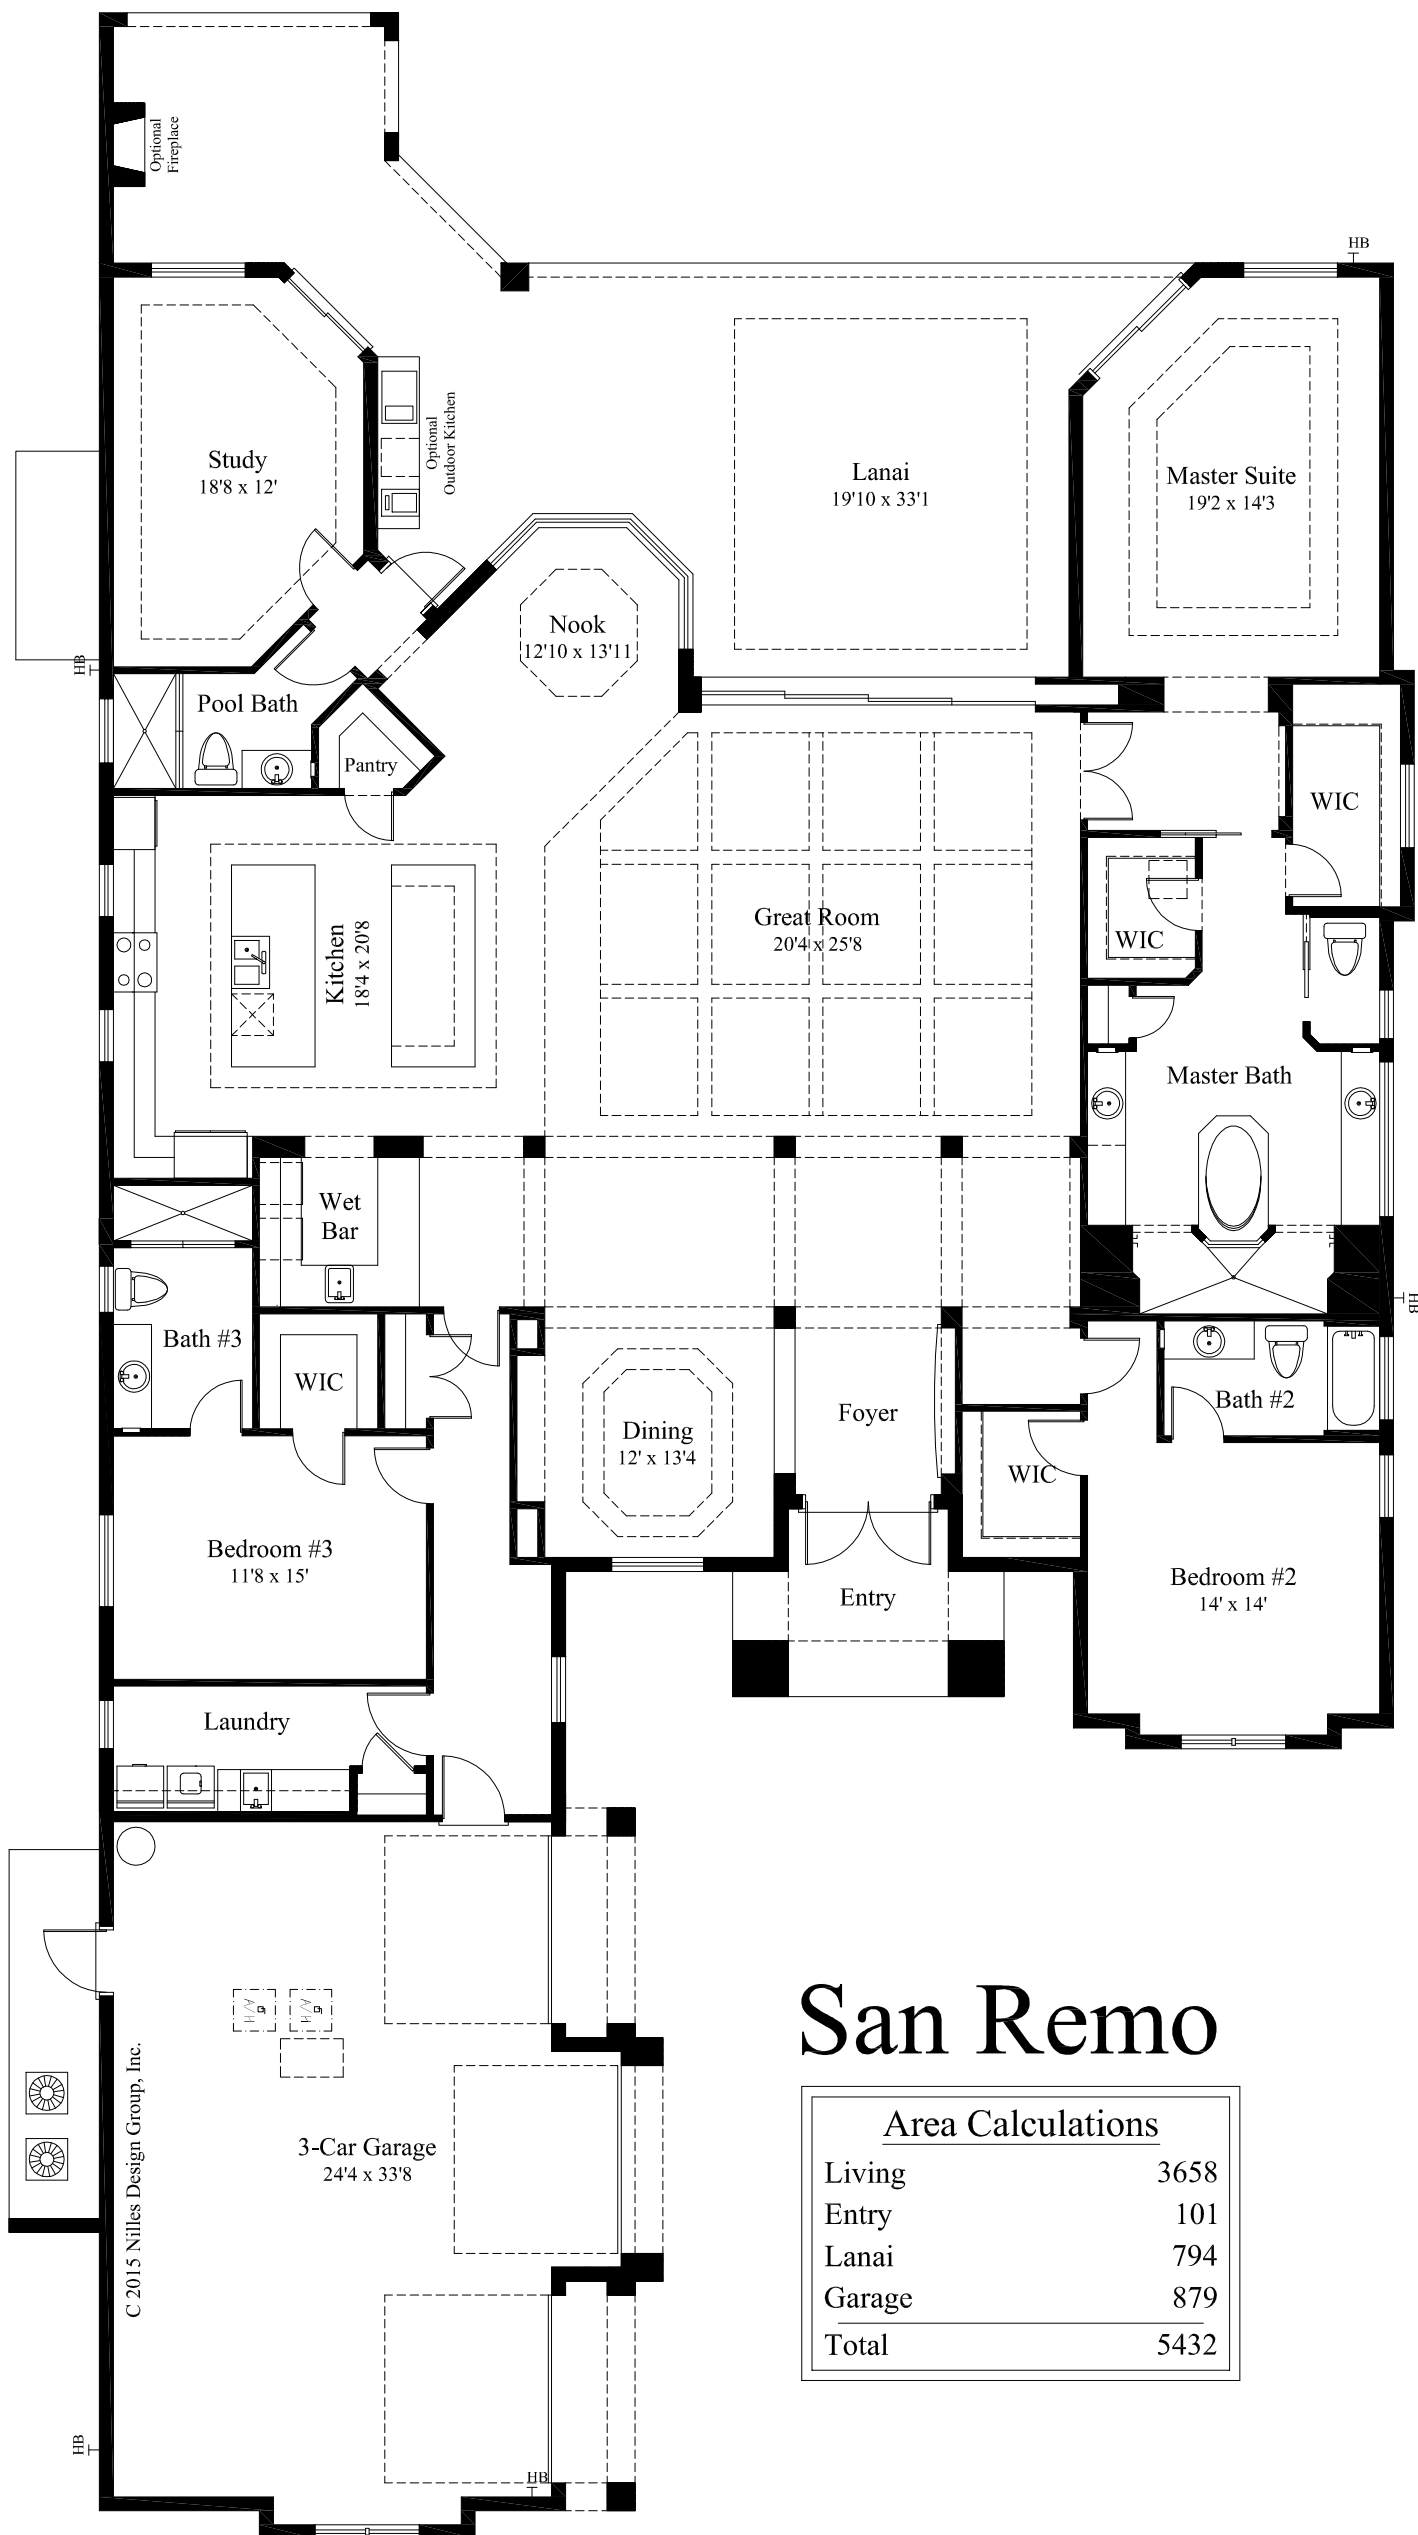 Optional
Fireplace
HB
Study
18'8 x 12'
Optional
Outdoor Kitchen
Lanai
19'10 x 33'1
Master Suite
19'2 x 14'3
Nook
12'10 x 13'11
HB
Pool Bath
Pantry
WIC
Kitchen
18'4 x 20'8
Great Room
20'4 x 25'8
WIC
Master Bath
Wet
Bar
HB
Bath #3
WIC
Dining
12' x 13'4
Foyer
Bath #2
WIC
Bedroom #3
11'8 x 15'
Entry
Bedroom #2
14' x 14'
Laundry
A/H
A/H
C 2015 Nilles Design Group, Inc.
3-Car Garage
24'4 x 33'8
HB
HB
San Remo
Area Calculations
Living 3658
Entry 101
Lanai 794
Garage 879
Total 5432